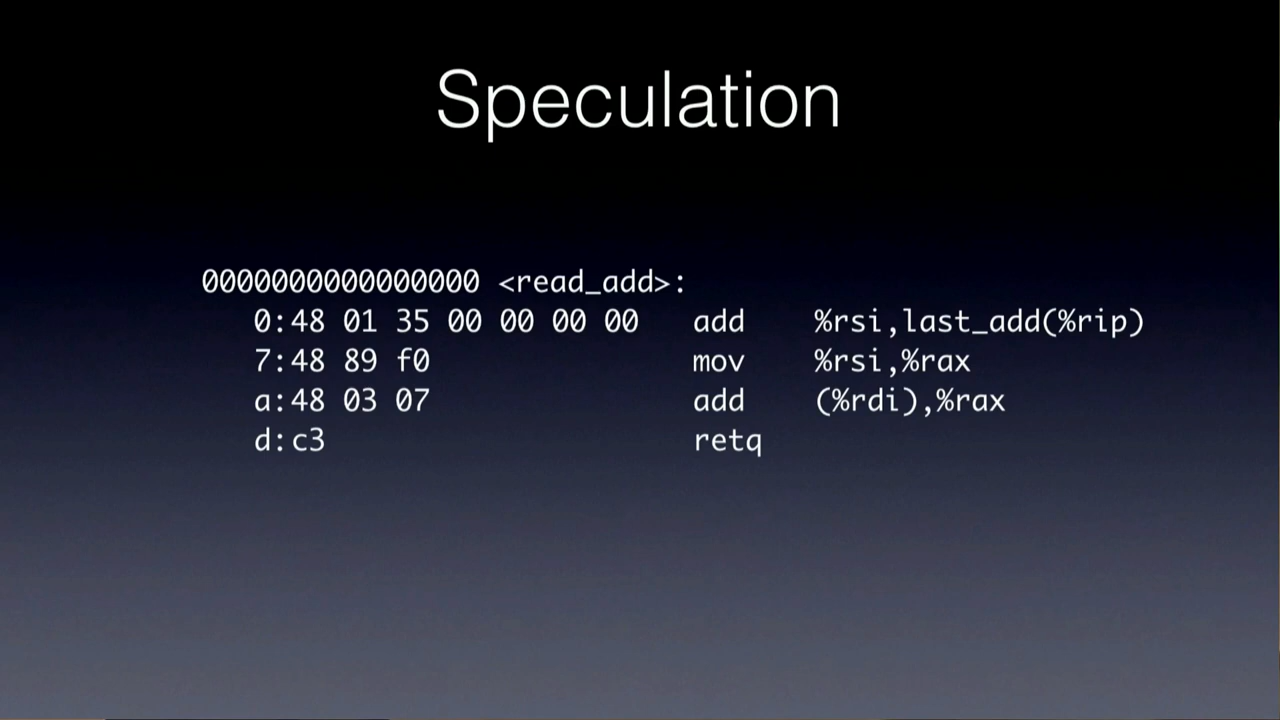 Speculation
0000000000000000 <read_add>:
0:48 01 35 00 00 00 00 add %rsi,last_add(%rip)
7:48 89 f0 mov %rsi,%rax
a:48 03 07 add (%rdi),%rax
d:c3 retq